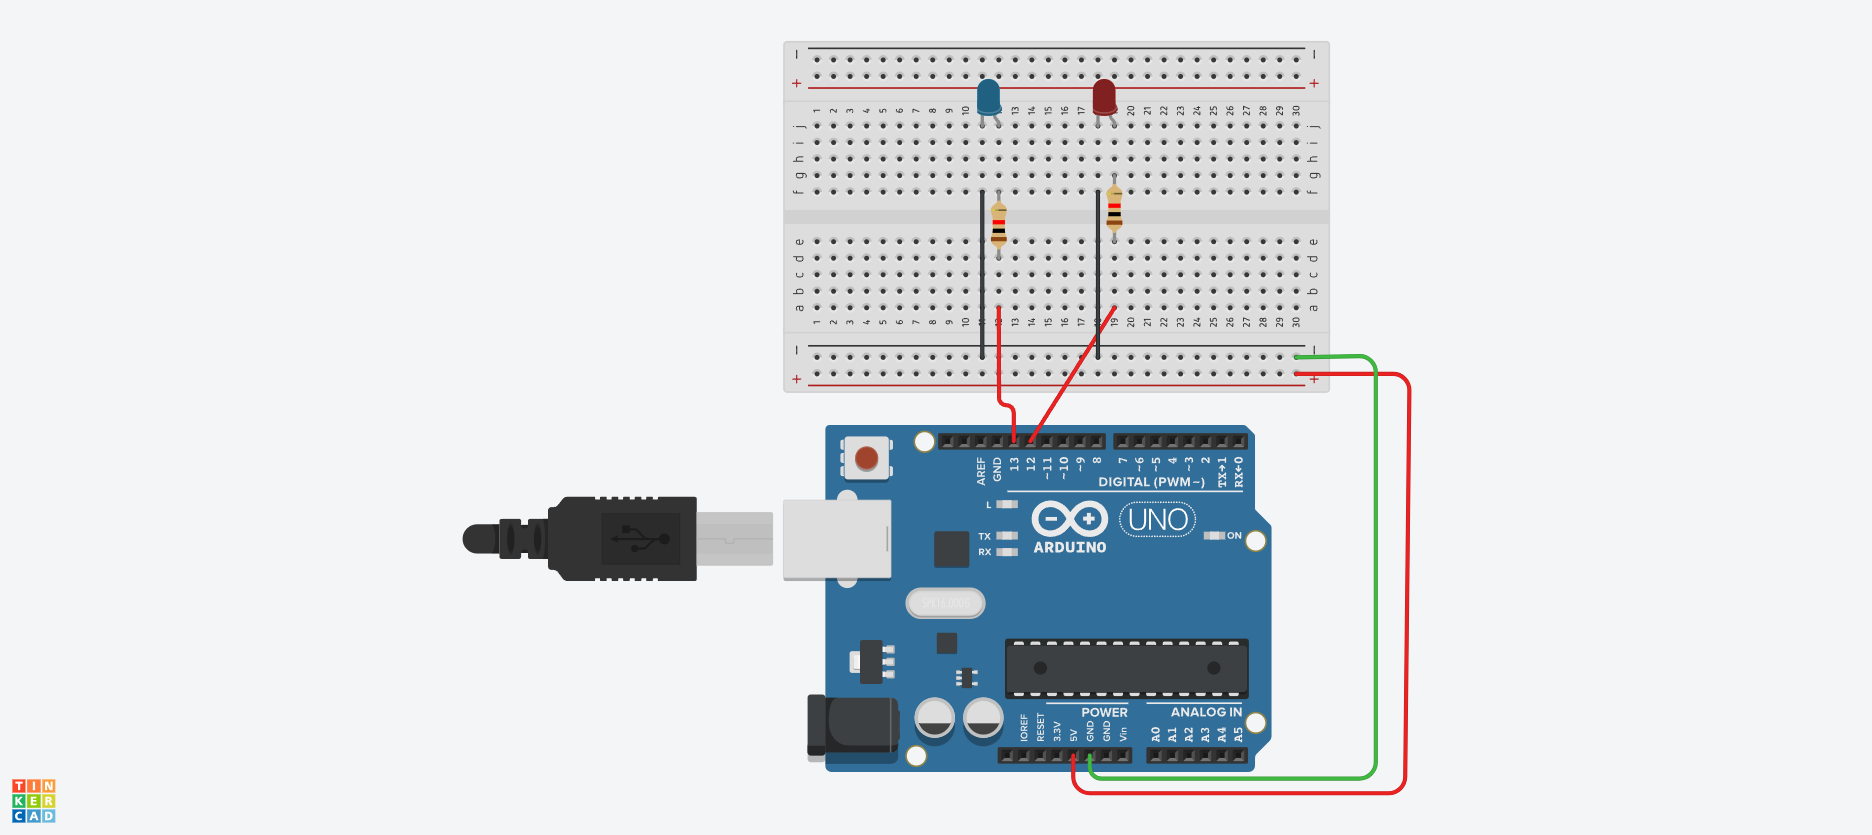 − −
+ +
1 2 3 4 5 6 7 8 9 10 13 14 15 16 17 20 21 22 23 24 25 26 27 28 29 30
j j
i i
h h
g g
f f
e e
d d
c c
b b
a a
1 2 3 4 5 6 7 8 9 10 11 12 13 14 15 16 17 18 19 20 21 22 23 24 25 26 27 28 29 30
− −
+ +
AREF GND 13 12 ~11 ~10 ~9 8 7 ~6 ~5 4 ~3 2 TX→1 RX←0
DIGITAL (PWM~)
L
TX
RX
UNO
ARDUINO
ON
POWER ANALOG IN
IOREF RESET 3.3V 5V GND GND Vin A0 A1 A2 A3 A4 A5
TIN
KER
CAD